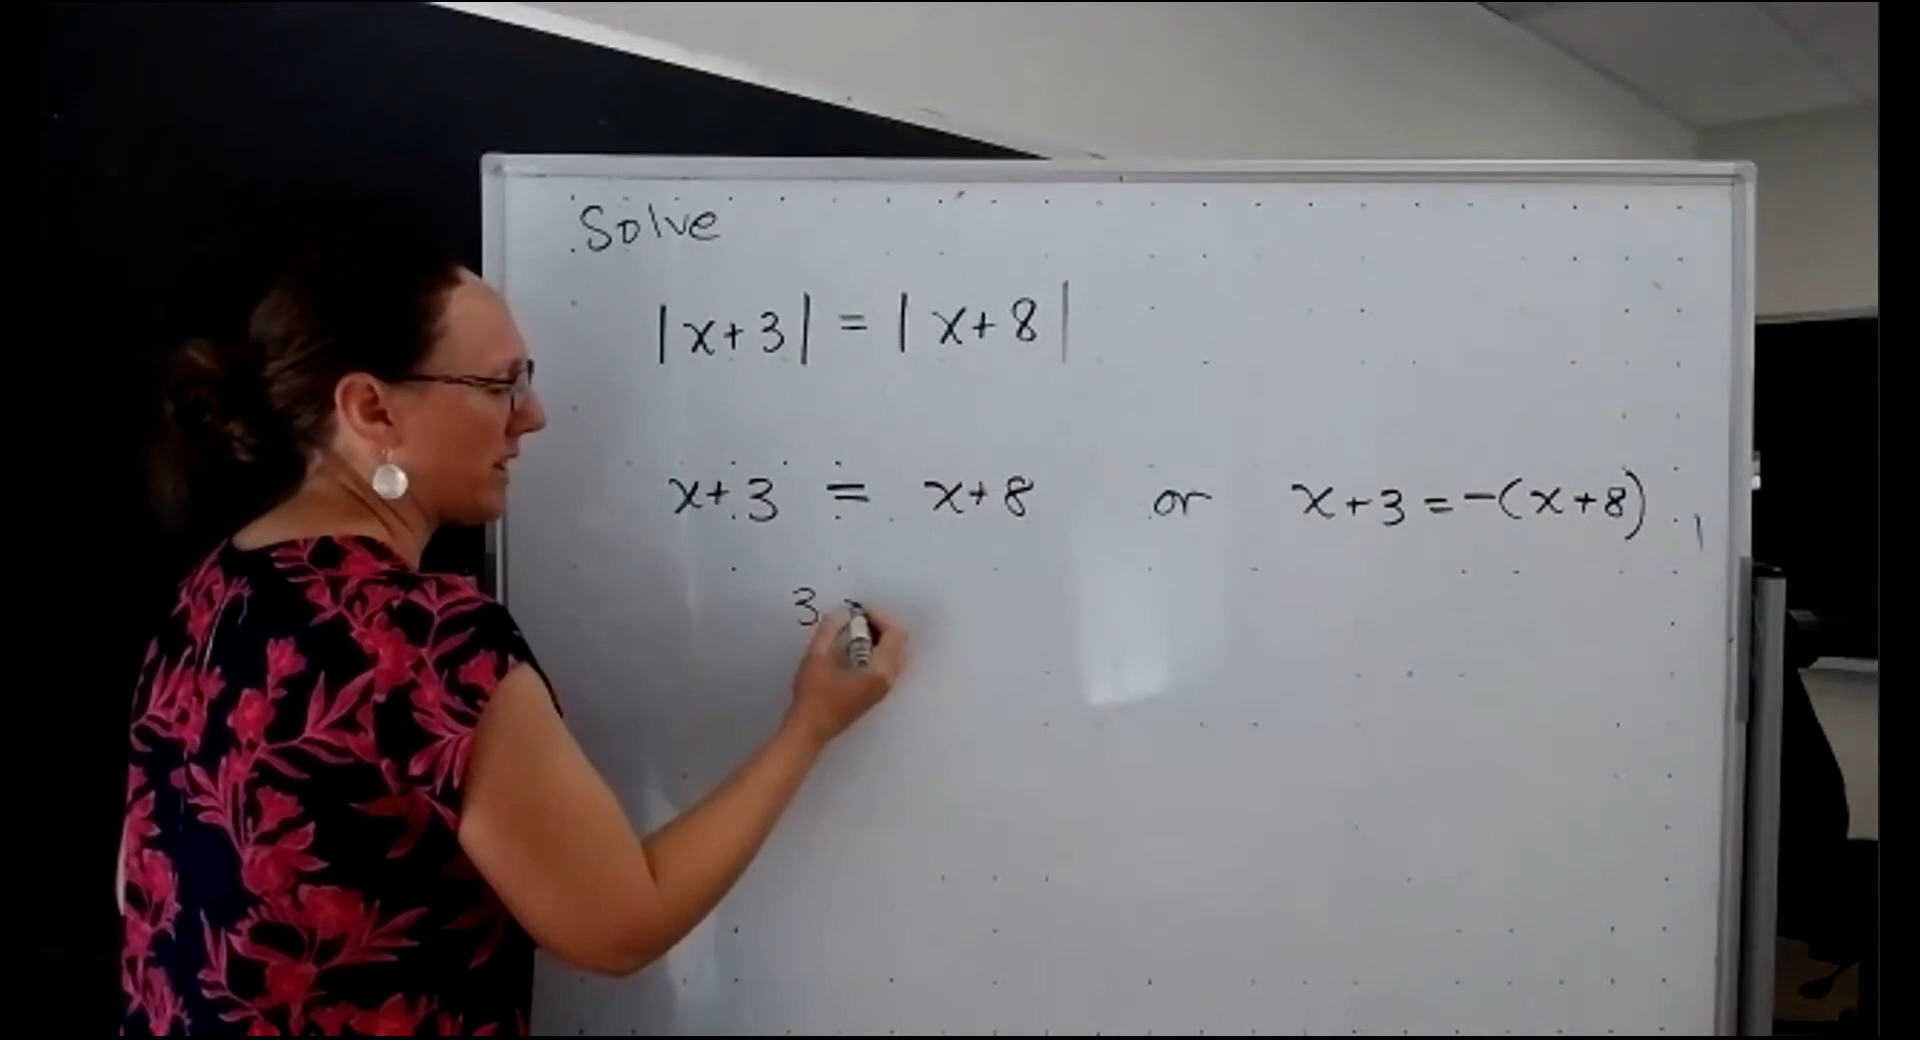 Solve
|x+3| = |x+8|
x+3 = x+8 or x+3=-(x+8)
3